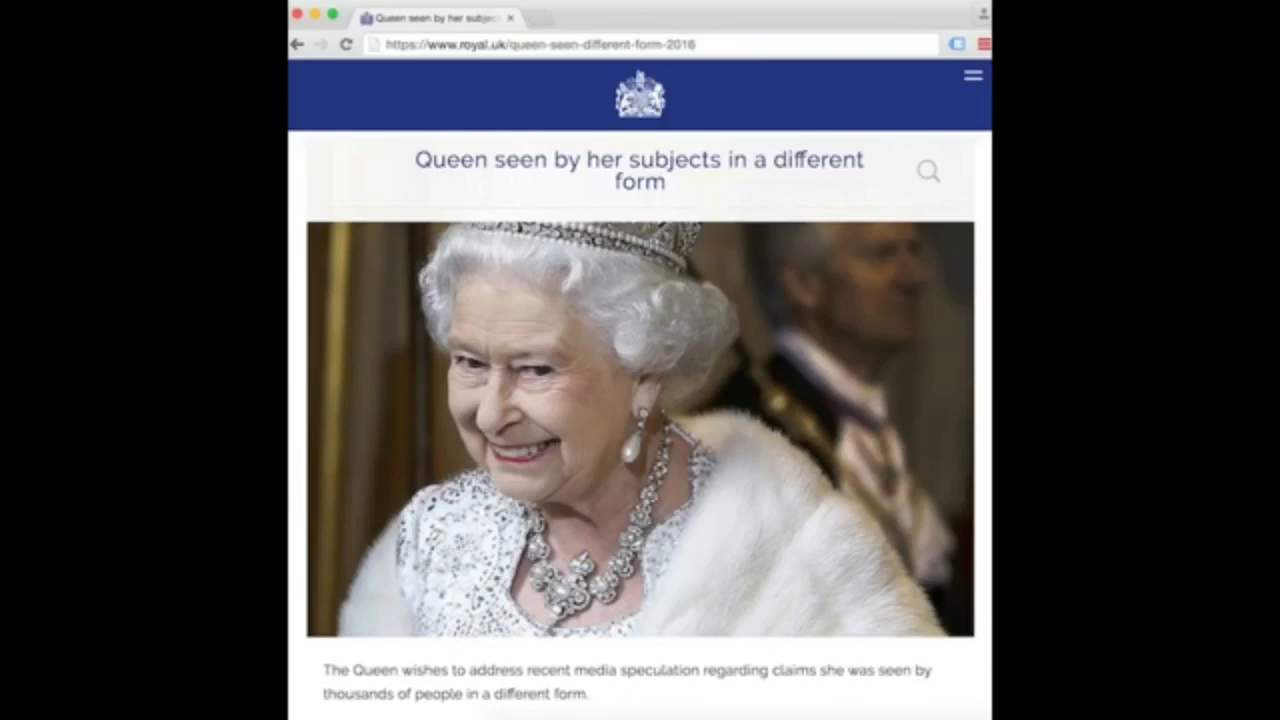 Queen seen by her subjec
https://www.royal.uk/queen-seen-different-form-2016
Queen seen by her subjects in a different
form
The Queen wishes to address recent media speculation regarding claims she was seen by
thousands of people in a different form.